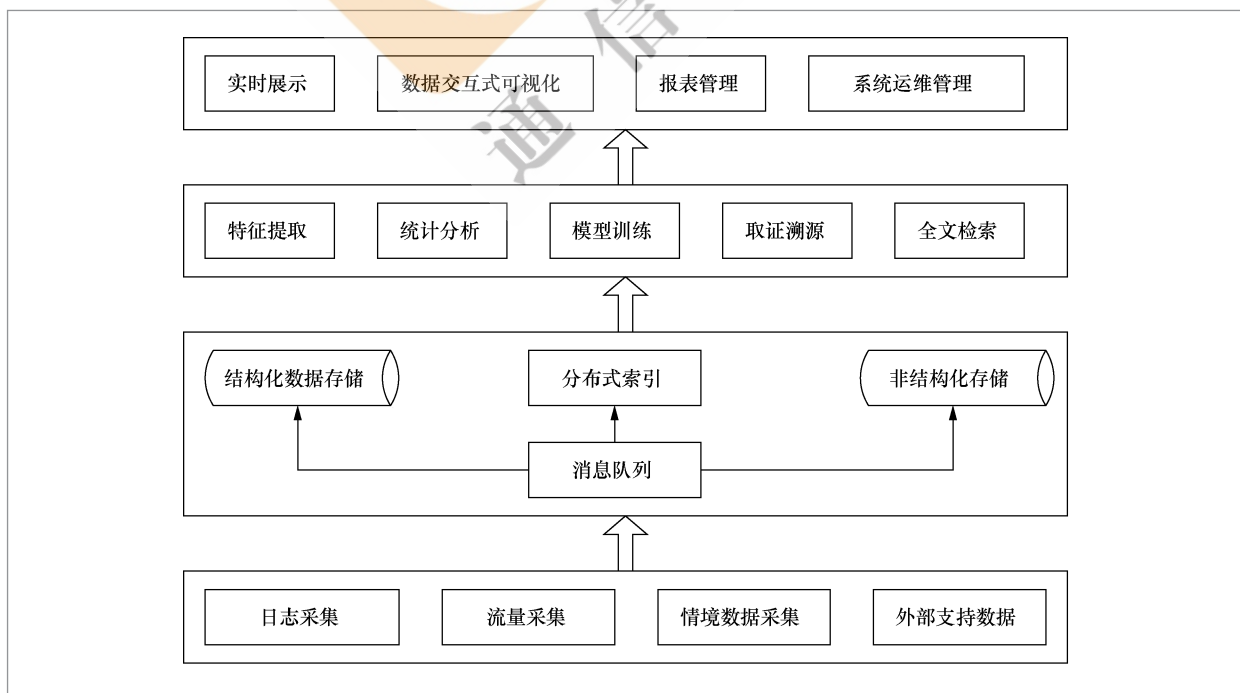 通信
实时展示 数据交互式可视化 报表管理 系统运维管理
特征提取 统计分析 模型训练 取证溯源 全文检索
结构化数据存储 分布式索引 非结构化存储
消息队列
日志采集 流量采集 情境数据采集 外部支持数据